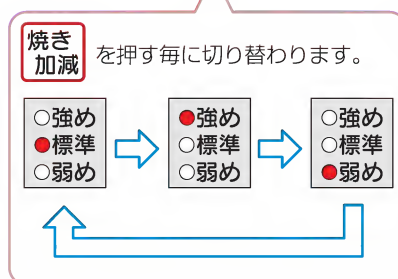 焼き
加減
を押す毎に切り替わります。
○強め
●標準
○弱め
●強め
○標準
○弱め
○強め
○標準
●弱め